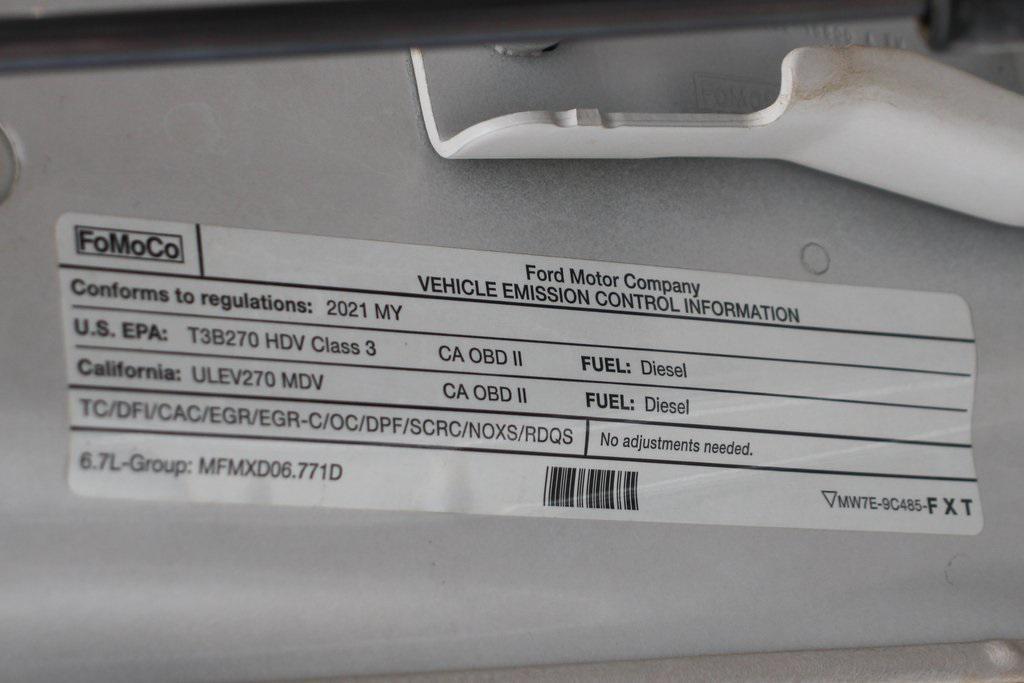 FoMoCo
Ford Motor Company
VEHICLE EMISSION CONTROL INFORMATION
Conforms to regulations: 2021 MY
U.S. EPA: T3B270 HDV Class 3 CA OBD II FUEL: Diesel
California: ULEV270 MDV CA OBD II FUEL: Diesel
TC/DFI/CAC/EGR/EGR-C/OC/DPF/SCRC/NOXS/RDQS No adjustments needed.
6.7L-Group: MFMXD06.771D
MW7E-9C485-F X T